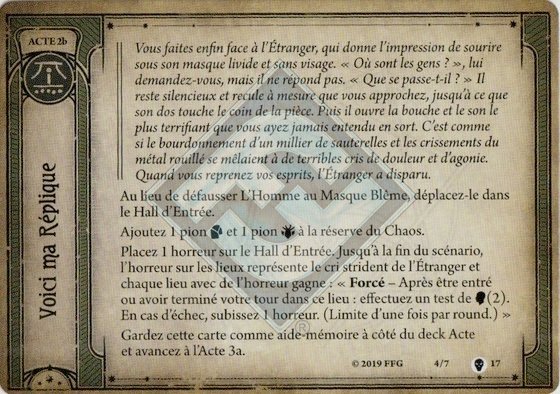 ACTE 2b
Voici ma Réplique
Vous faites enfin face à l'Étranger, qui donne l'impression de sourire
sous son masque livide et sans visage. « Où sont les gens ? », lui
demandez-vous, mais il ne répond pas. « Que se passe-t-il ? » Il
reste silencieux et recule à mesure que vous approchez, jusqu'à ce que
son dos touche le coin de la pièce. Puis il ouvre la bouche et le son le
plus terrifiant que vous ayez jamais entendu en sort. C'est comme
si le bourdonnement d'un millier de sauterelles et les crissements du
métal rouillé se mêlaient à de terribles cris de douleur et d'agonie.
Quand vous reprenez vos esprits, l'Étranger a disparu.
Au lieu de défausser L'Homme au Masque Blême, déplacez-le dans
le Hall d'Entrée.
Ajoutez 1 pion et 1 pion à la réserve du Chaos.
Placez 1 horreur sur le Hall d'Entrée. Jusqu'à la fin du scénario,
l'horreur sur les lieux représente le cri strident de l'Étranger et
chaque lieu avec de l'horreur gagne : « Forcé – Après être entré
ou avoir terminé votre tour dans ce lieu : effectuez un test de (2).
En cas d'échec, subissez 1 horreur. (Limite d'une fois par round.) »
Gardez cette carte comme aide-mémoire à côté du deck Acte
et avancez à l'Acte 3a.
®
© 2019 FFG 4/7 17